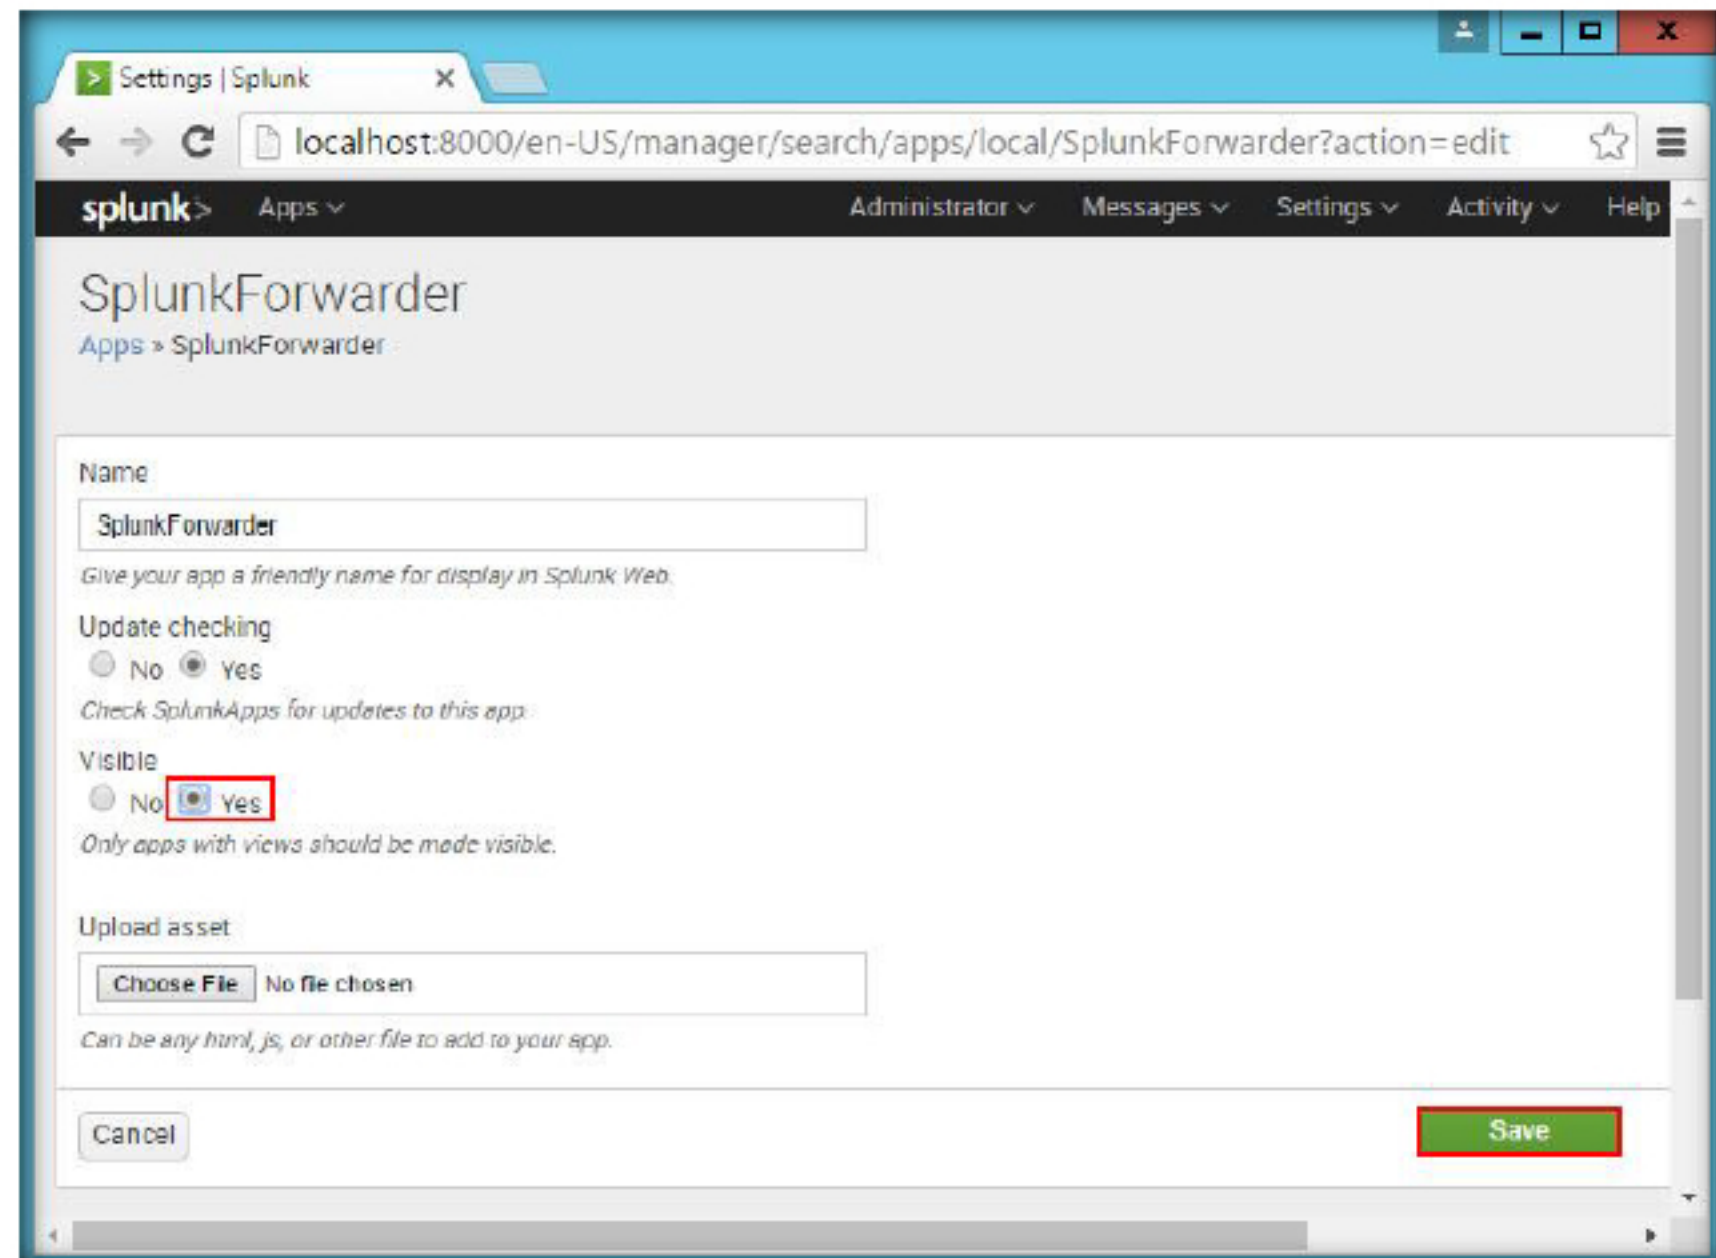 Settings | Splunk
localhost:8000/en-US/manager/search/apps/local/SplunkForwarder?action=edit
splunk> Apps Administrator Messages Settings Activity Help
SplunkForwarder
Apps » SplunkForwarder
Name
SplunkForwarder
Give your app a friendly name for display in Splunk Web.
Update checking
No Yes
Check SplunkApps for updates to this app.
Visible
No Yes
Only apps with views should be made visible.
Upload asset
Choose File No file chosen
Can be any html, js, or other file to add to your app.
Cancel Save